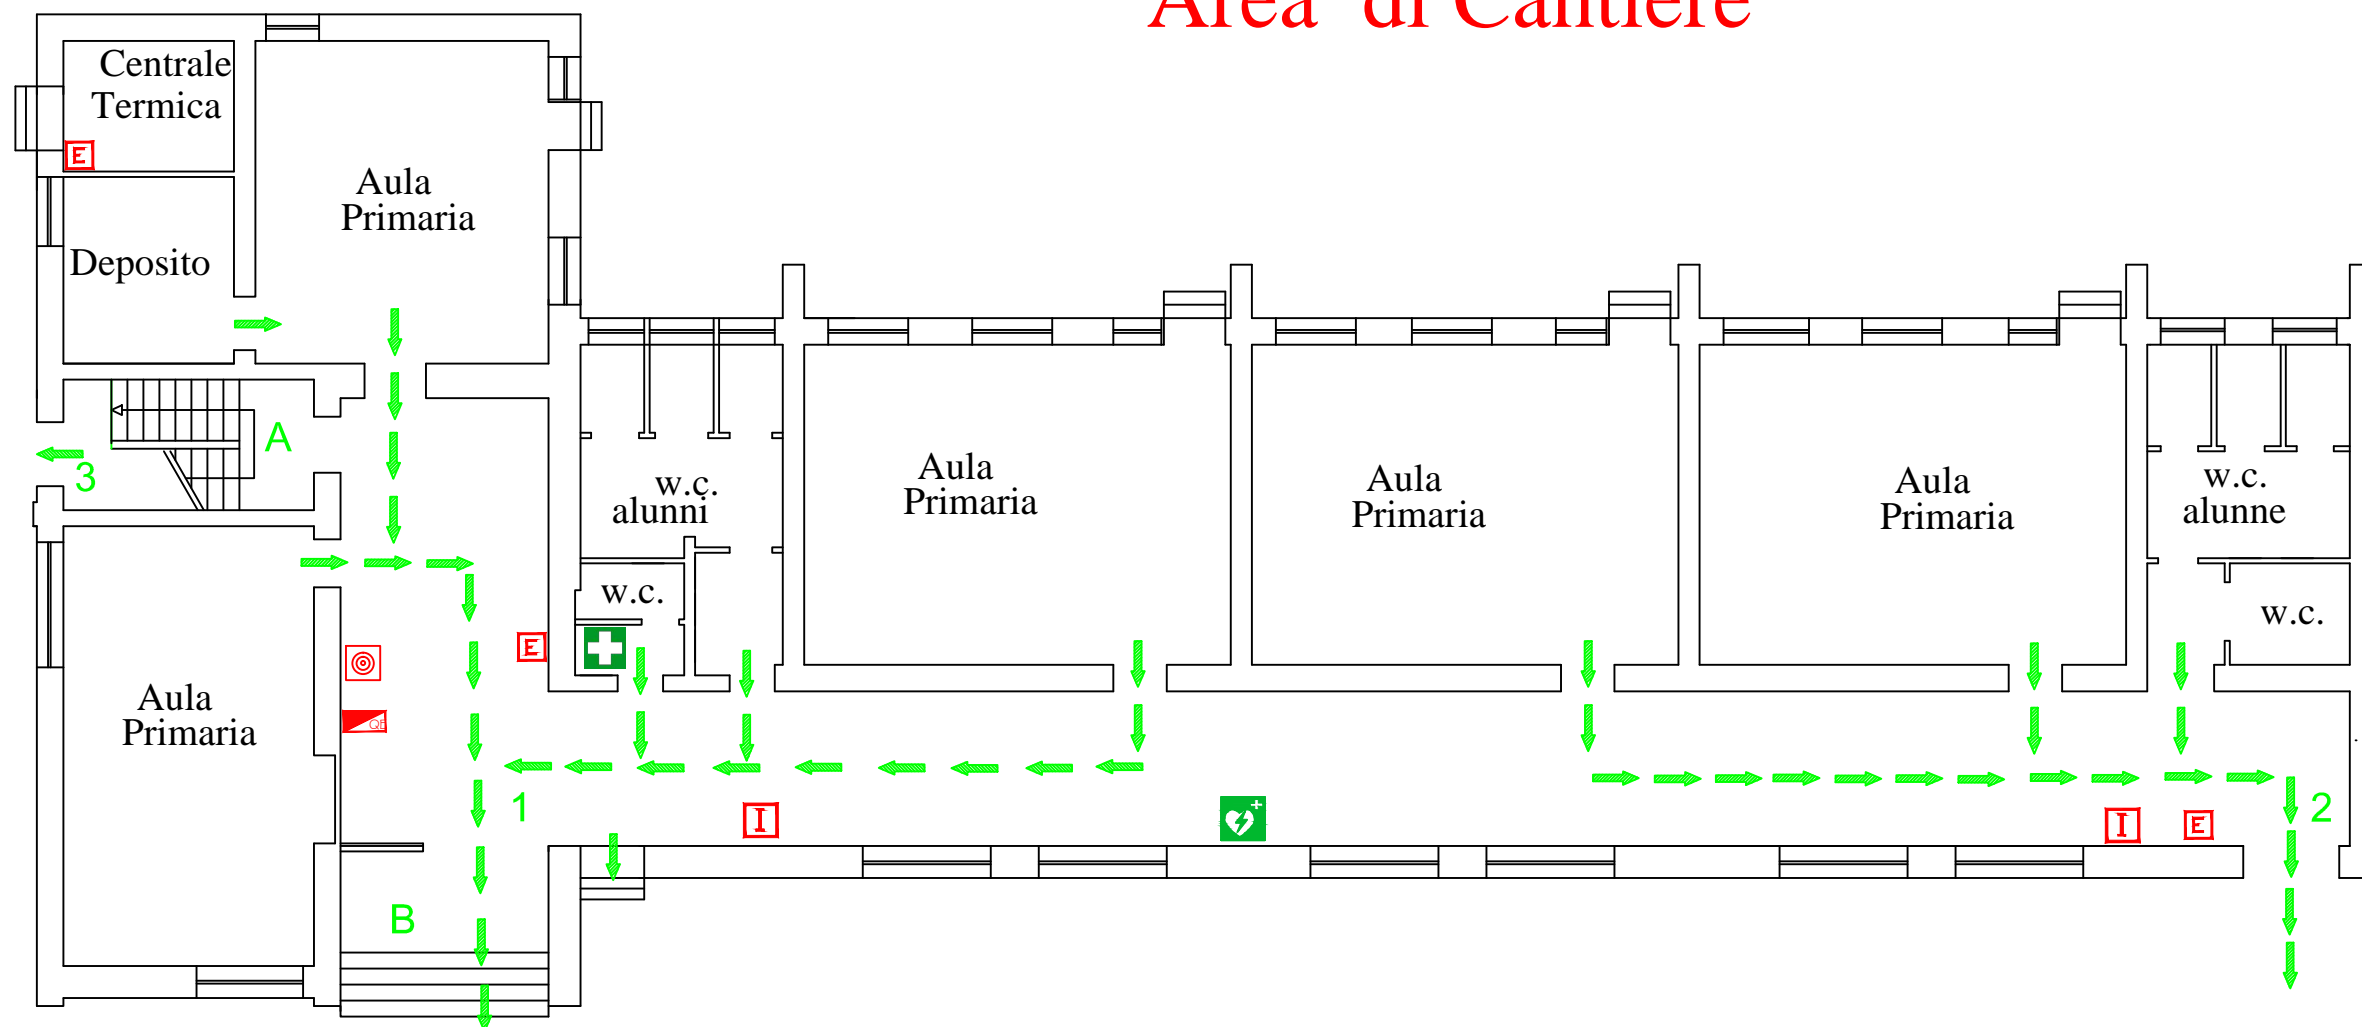 Area di Cantiere
Centrale
Termica
E
Aula
Primaria
Deposito
A
3
w.c.
alunni
Aula
Primaria
Aula
Primaria
Aula
Primaria
w.c.
alunne
w.c.
w.c.
E
Aula
Primaria
QE
1
I
I
E
2
B